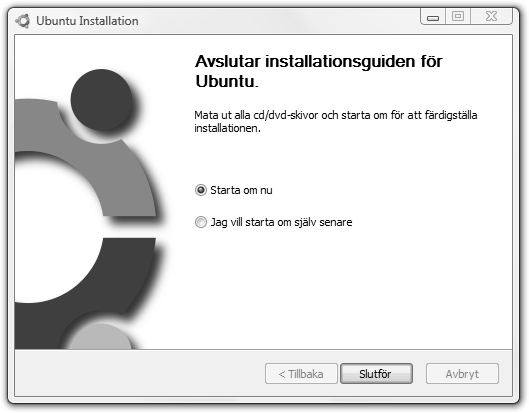 Ubuntu Installation
Avslutar installationsguiden för
Ubuntu.
Mata ut alla cd/dvd-skivor och starta om för att färdigställa
installationen.
Starta om nu
Jag vill starta om själv senare
< Tillbaka
Slutför
Avbryt